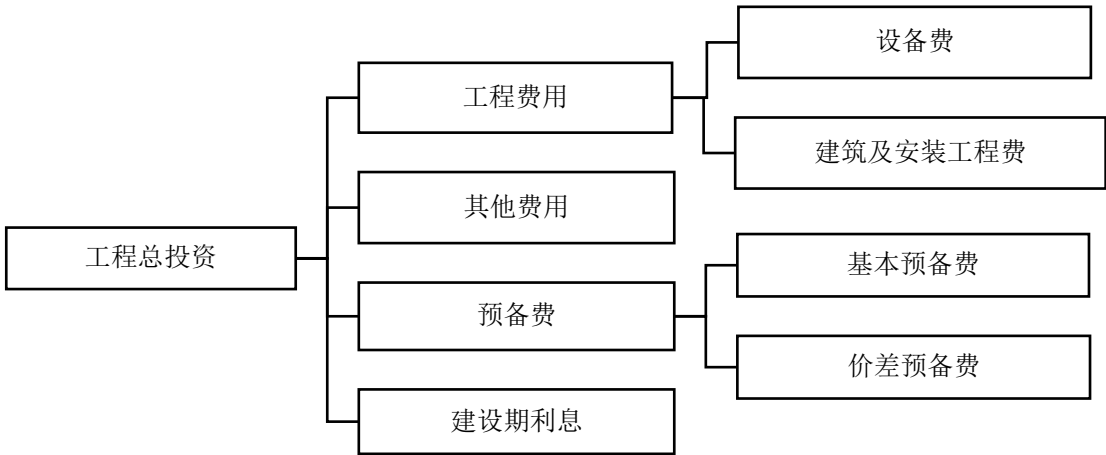 工程总投资
工程费用
设备费
建筑及安装工程费
其他费用
预备费
基本预备费
价差预备费
建设期利息